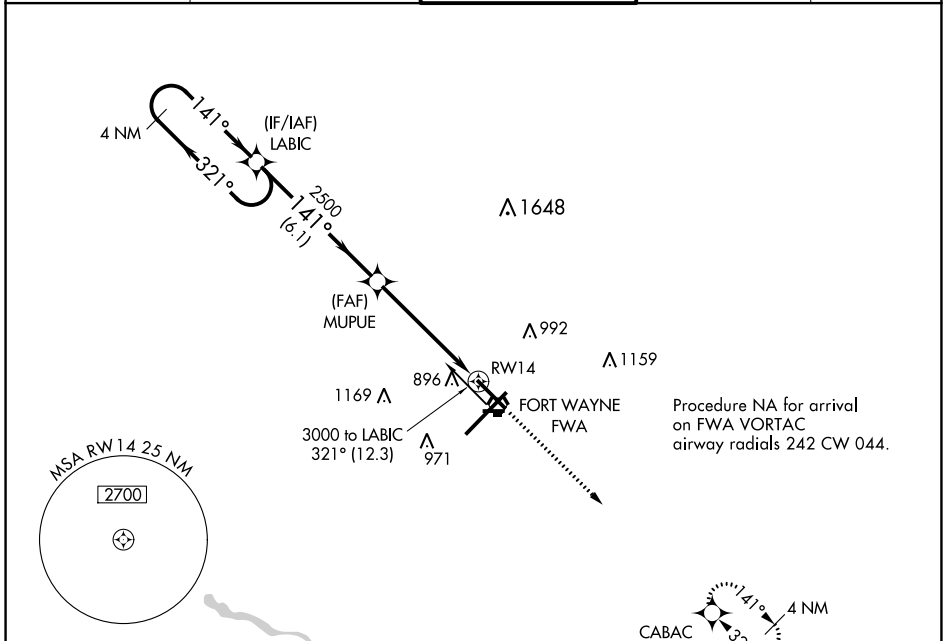 141°
4 NM
321°
(IF/IAF)
LABIC
2500
141°
(6.1)
1648
(FAF)
MUPUE
992
1159
RW14
896
1169
FORT WAYNE
FWA
3000 to LABIC
321° (12.3)
971
Procedure NA for arrival
on FWA VORTAC
airway radials 242 CW 044.
MSA RW14 25 NM
2700
141°
4 NM
CABAC